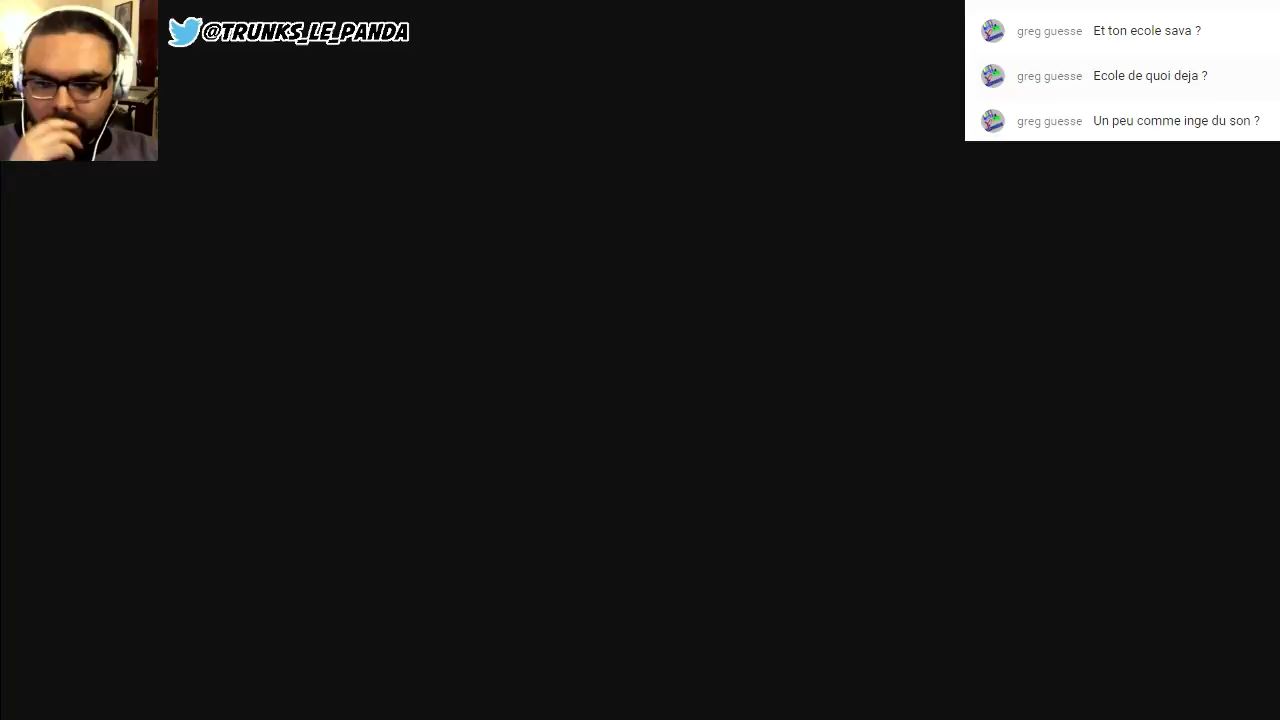 @TRUNKS_LE_PANDA
greg guesse Et ton ecole sava ?
greg guesse Ecole de quoi deja ?
greg guesse Un peu comme inge du son ?